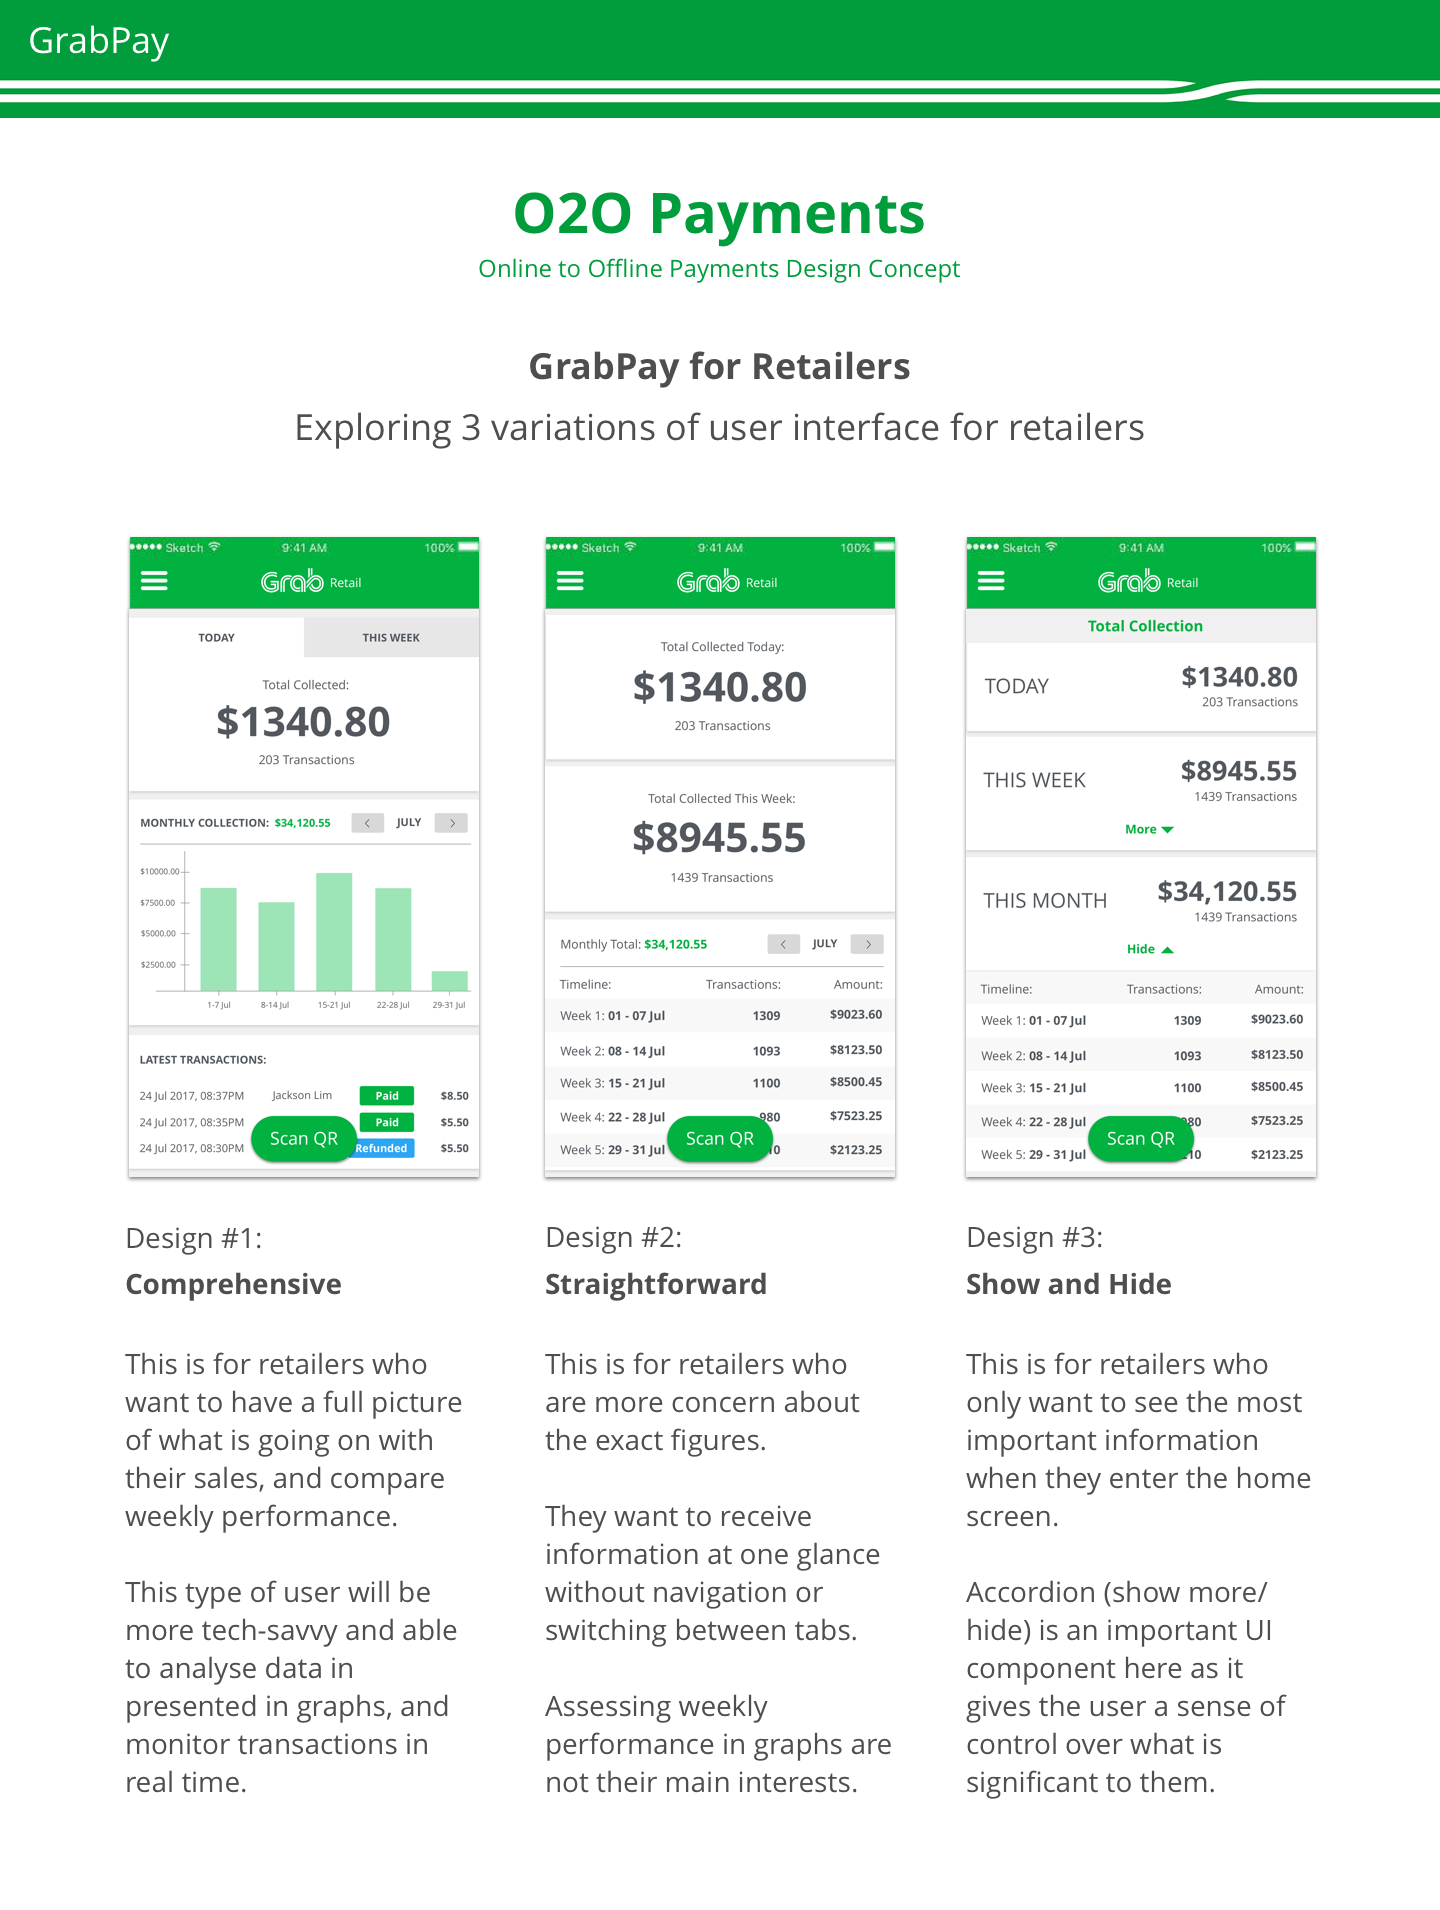 GrabPay
O2O Payments
Online to Offline Payments Design Concept
GrabPay for Retailers
Exploring 3 variations of user interface for retailers
Sketch 9:41 AM 100%
Grab Retail
TODAY THIS WEEK
Total Collected:
$1340.80
203 Transactions
MONTHLY COLLECTION: $34,120.55 < JULY >
$10000.00
$7500.00
$5000.00
$2500.00
1-7 Jul 8-14 Jul 15-21 Jul 22-28 Jul 29-31 Jul
LATEST TRANSACTIONS:
24 Jul 2017, 08:37PM Jackson Lim Paid $8.50
24 Jul 2017, 08:35PM Paid $5.50
24 Jul 2017, 08:30PM Refunded $5.50
Scan QR
Sketch 9:41 AM 100%
Grab Retail
Total Collected Today:
$1340.80
203 Transactions
Total Collected This Week:
$8945.55
1439 Transactions
Monthly Total: $34,120.55 < JULY >
Timeline: Transactions: Amount:
Week 1: 01 - 07 Jul 1309 $9023.60
Week 2: 08 - 14 Jul 1093 $8123.50
Week 3: 15 - 21 Jul 1100 $8500.45
Week 4: 22 - 28 Jul 980 $7523.25
Week 5: 29 - 31 Jul $2123.25
Scan QR
Sketch 9:41 AM 100%
Grab Retail
Total Collection
TODAY $1340.80
203 Transactions
THIS WEEK $8945.55
1439 Transactions
More
THIS MONTH $34,120.55
1439 Transactions
Hide
Timeline: Transactions: Amount:
Week 1: 01 - 07 Jul 1309 $9023.60
Week 2: 08 - 14 Jul 1093 $8123.50
Week 3: 15 - 21 Jul 1100 $8500.45
Week 4: 22 - 28 Jul $7523.25
Week 5: 29 - 31 Jul $2123.25
Scan QR
Design #1:
Comprehensive
This is for retailers who
want to have a full picture
of what is going on with
their sales, and compare
weekly performance.
This type of user will be
more tech-savvy and able
to analyse data in
presented in graphs, and
monitor transactions in
real time.
Design #2:
Straightforward
This is for retailers who
are more concern about
the exact figures.
They want to receive
information at one glance
without navigation or
switching between tabs.
Assessing weekly
performance in graphs are
not their main interests.
Design #3:
Show and Hide
This is for retailers who
only want to see the most
important information
when they enter the home
screen.
Accordion (show more/
hide) is an important UI
component here as it
gives the user a sense of
control over what is
significant to them.